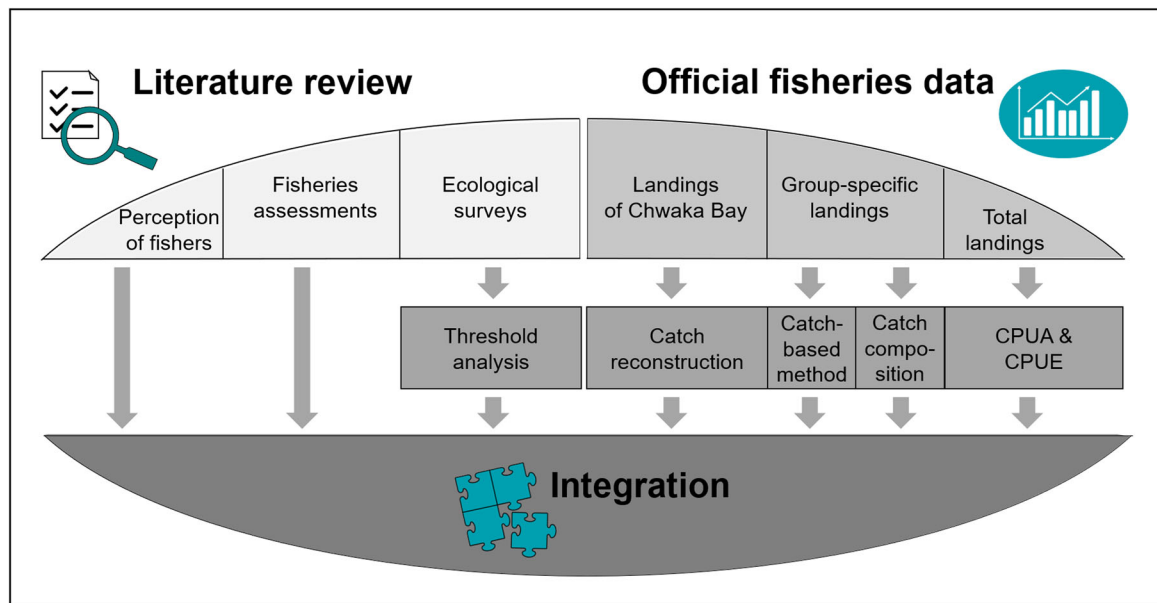 Literature review
Official fisheries data
Perception
of fishers
Fisheries
assessments
Ecological
surveys
Landings
of Chwaka Bay
Group-specific
landings
Total
landings
Threshold
analysis
Catch
reconstruction
Catch-
based
method
Catch
compo-
sition
CPUA &
CPUE
Integration